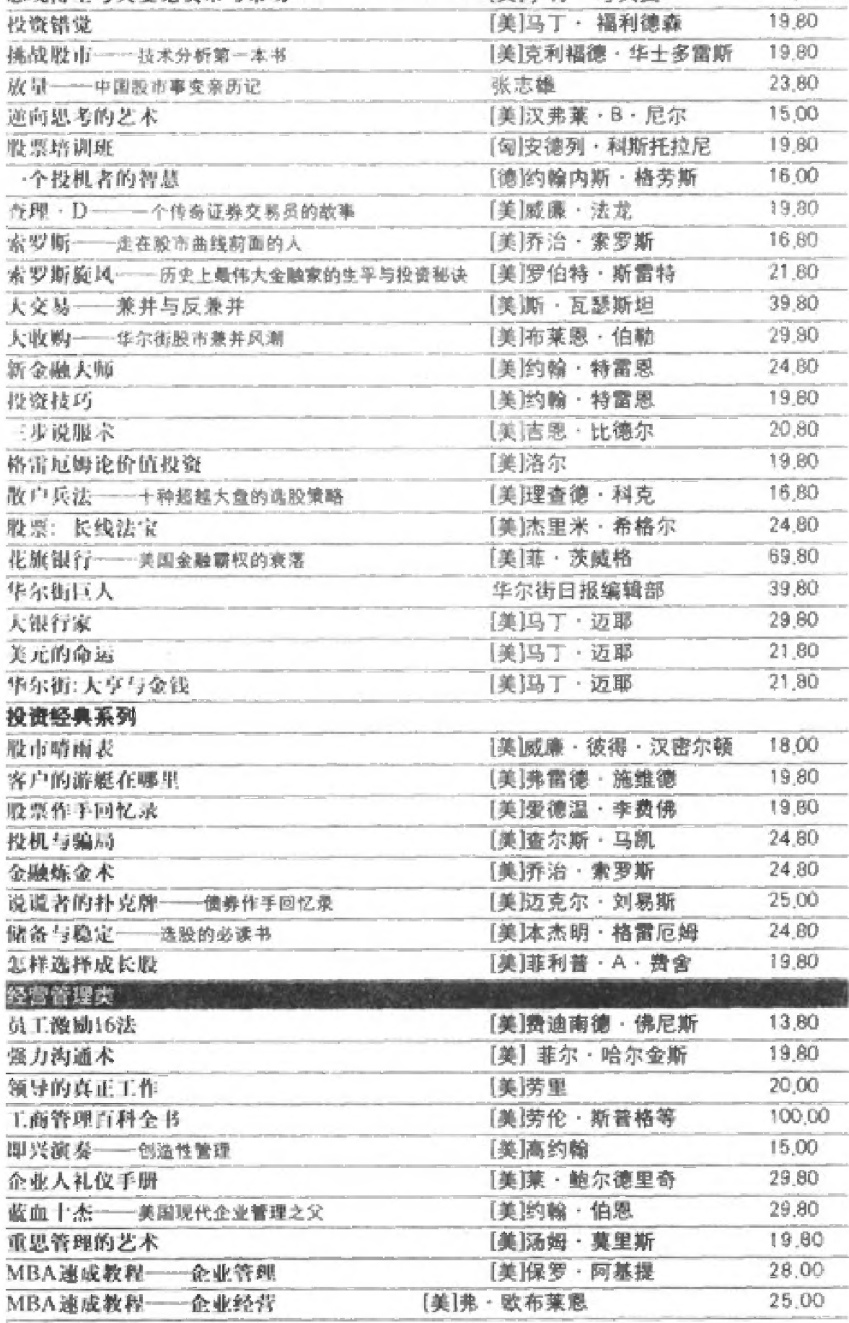 投资错觉 [美]马丁·福利德森 19.80
挑战股市——技术分析第一本书 [美]克利福德·华士多雷斯 19.80
放量——中国股市事变亲历记 张志雄 23.80
逆向思考的艺术 [美]汉弗莱·B·尼尔 15.00
股票培训班 [匈]安德列·科斯托拉尼 19.80
一个投机者的智慧 [德]约翰内斯·格劳斯 16.00
查理·D——一个传奇证券交易员的故事 [美]威廉·法龙 19.80
索罗斯——走在股市曲线前面的人 [美]乔治·索罗斯 16.80
索罗斯旋风——历史上最伟大金融家的生平与投资秘诀 [美]罗伯特·斯雷特 21.80
大交易——兼并与反兼并 [美]斯·瓦瑟斯坦 39.80
大收购——华尔街股市兼并风潮 [美]布莱恩·伯勒 29.80
新金融大师 [美]约翰·特雷恩 24.80
投资技巧 [美]约翰·特雷恩 19.80
三步说服术 [美]吉恩·比德尔 20.80
格雷厄姆论价值投资 [美]洛尔 19.80
散户兵法——十种超越大盘的选股策略 [美]理查德·科克 16.80
股票：长线法宝 [美]杰里米·希格尔 24.80
花旗银行——美国金融霸权的衰落 [美]菲·茨威格 69.80
华尔街巨人 华尔街日报编辑部 39.80
大银行家 [美]马丁·迈耶 29.80
美元的命运 [美]马丁·迈耶 21.80
华尔街:大亨与金钱 [美]马丁·迈耶 21.80
投资经典系列
股市晴雨表 [美]威廉·彼得·汉密尔顿 18.00
客户的游艇在哪里 [美]弗雷德·施维德 19.80
股票作手回忆录 [美]爱德温·李费佛 19.80
投机与骗局 [美]查尔斯·马凯 24.80
金融炼金术 [美]乔治·索罗斯 24.80
说谎者的扑克牌——债券作手回忆录 [美]迈克尔·刘易斯 25.00
储备与稳定——选股的必读书 [美]本杰明·格雷厄姆 24.80
怎样选择成长股 [美]菲利普·A·费舍 19.80
经营管理类
员工激励16法 [美]费迪南德·佛尼斯 13.80
强力沟通术 [美] 菲尔·哈尔金斯 19.80
领导的真正工作 [美]劳里 20.00
工商管理百科全书 [美]劳伦·斯普格等 100.00
即兴演奏——创造性管理 [美]高约翰 15.00
企业人礼仪手册 [美]莱·鲍尔德里奇 29.80
蓝血十杰——美国现代企业管理之父 [美]约翰·伯恩 29.80
重思管理的艺术 [美]汤姆·莫里斯 19.80
MBA速成教程——企业管理 [美]保罗·阿基提 28.00
MBA速成教程——企业经营 [美]弗·欧布莱恩 25.00